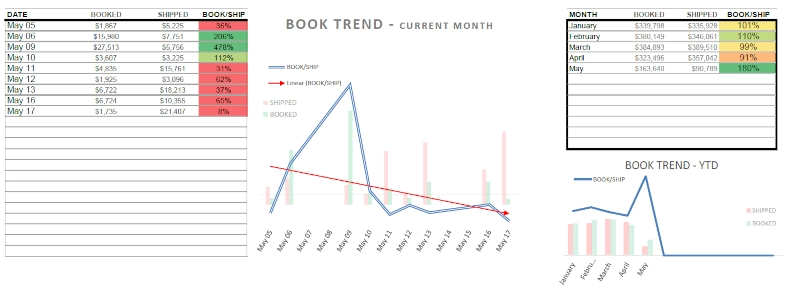 DATE BOOKED SHIPPED BOOK/SHIP
May 05 $1,867 $5,225 36%
May 06 $15,980 $7,751 206%
May 09 $27,513 $5,756 478%
May 10 $3,607 $3,225 112%
May 11 $4,835 $15,761 31%
May 12 $1,925 $3,096 62%
May 13 $6,722 $18,213 37%
May 16 $6,724 $10,355 65%
May 17 $1,735 $21,407 8%
BOOK TREND - CURRENT MONTH
BOOK/SHIP
Linear (BOOK/SHIP)
SHIPPED
BOOKED
May 05 May 06 May 07 May 08 May 09 May 10 May 11 May 12 May 13 May 14 May 15 May 16 May 17
MONTH BOOKED SHIPPED BOOK/SHIP
January $339,798 $335,928 101%
February $380,149 $346,061 110%
March $384,893 $389,510 99%
April $323,496 $357,042 91%
May $163,640 $90,789 180%
BOOK TREND - YTD
BOOK/SHIP
SHIPPED
BOOKED
January Febru... March April May